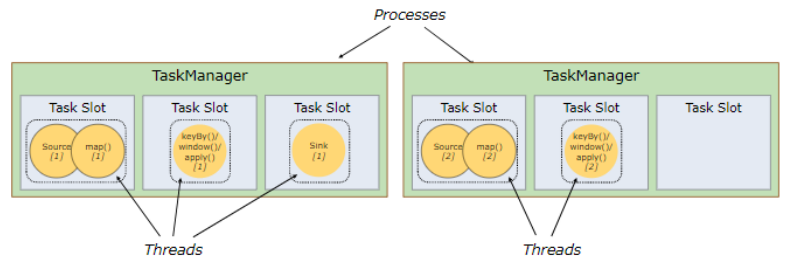 Processes
TaskManager
Task Slot
Source
[1]
map()
[1]
Task Slot
keyBy()/
window()/
apply()
[1]
Task Slot
Sink
[1]
Threads
TaskManager
Task Slot
Source
[2]
map()
[2]
Task Slot
keyBy()/
window()/
apply()
[2]
Task Slot
Threads